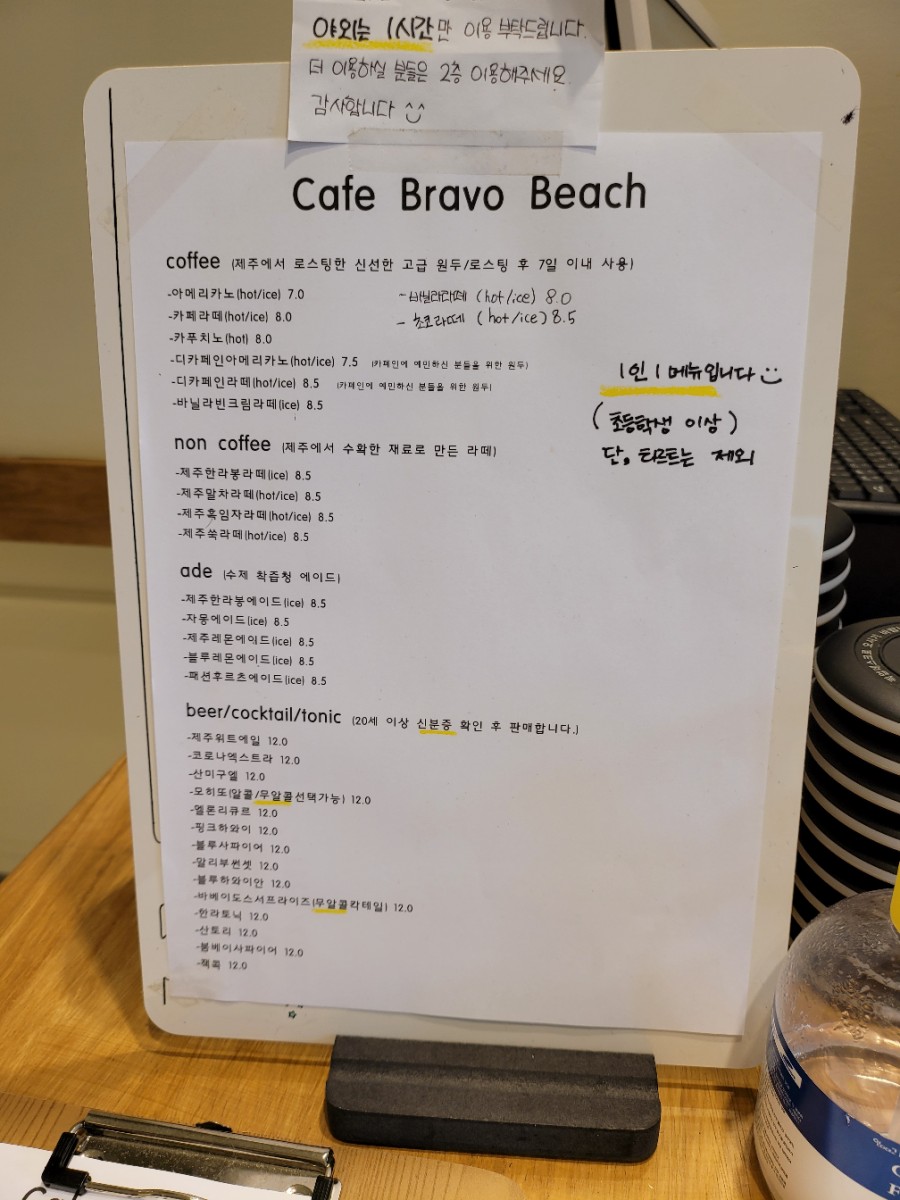 야외는 1시간만 이용 부탁드립니다.
더 이용하실 분들은 2층 이용해주세요.
감사합니다
Cafe Bravo Beach
coffee (제주에서 로스팅한 신선한 고급 원두/로스팅 후 7일 이내 사용)
-아메리카노(hot/ice) 7.0
-카페라떼(hot/ice) 8.0
-카푸치노(hot) 8.0
-디카페인아메리카노(hot/ice) 7.5 (카페인에 예민하신 분들을 위한 원두)
-디카페인라떼(hot/ice) 8.5 (카페인에 예민하신 분들을 위한 원두)
-바닐라빈크림라떼(ice) 8.5
-바닐라라떼 (hot/ice) 8.0
- 초코라떼 (hot/ice) 8.5
1인 1메뉴입니다
(초등학생 이상)
단, 디저트는 제외
non coffee (제주에서 수확한 재료로 만든 라떼)
-제주한라봉라떼(ice) 8.5
-제주말차라떼(hot/ice) 8.5
-제주흑임자라떼(hot/ice) 8.5
-제주쑥라떼(hot/ice) 8.5
ade (수제 착즙청 에이드)
-제주한라봉에이드(ice) 8.5
-자몽에이드(ice) 8.5
-제주레몬에이드(ice) 8.5
-블루레몬에이드(ice) 8.5
-패션후르츠에이드(ice) 8.5
beer/cocktail/tonic (20세 이상 신분증 확인 후 판매합니다.)
-제주위트에일 12.0
-코로나엑스트라 12.0
-산미구엘 12.0
-모히또(알콜/무알콜선택가능) 12.0
-멜론리큐르 12.0
-핑크하와이 12.0
-블루사파이어 12.0
-말리부썬셋 12.0
-블루하와이안 12.0
-바베이도스서프라이즈(무알콜칵테일) 12.0
-한라토닉 12.0
-산토리 12.0
-봄베이사파이어 12.0
-잭콕 12.0